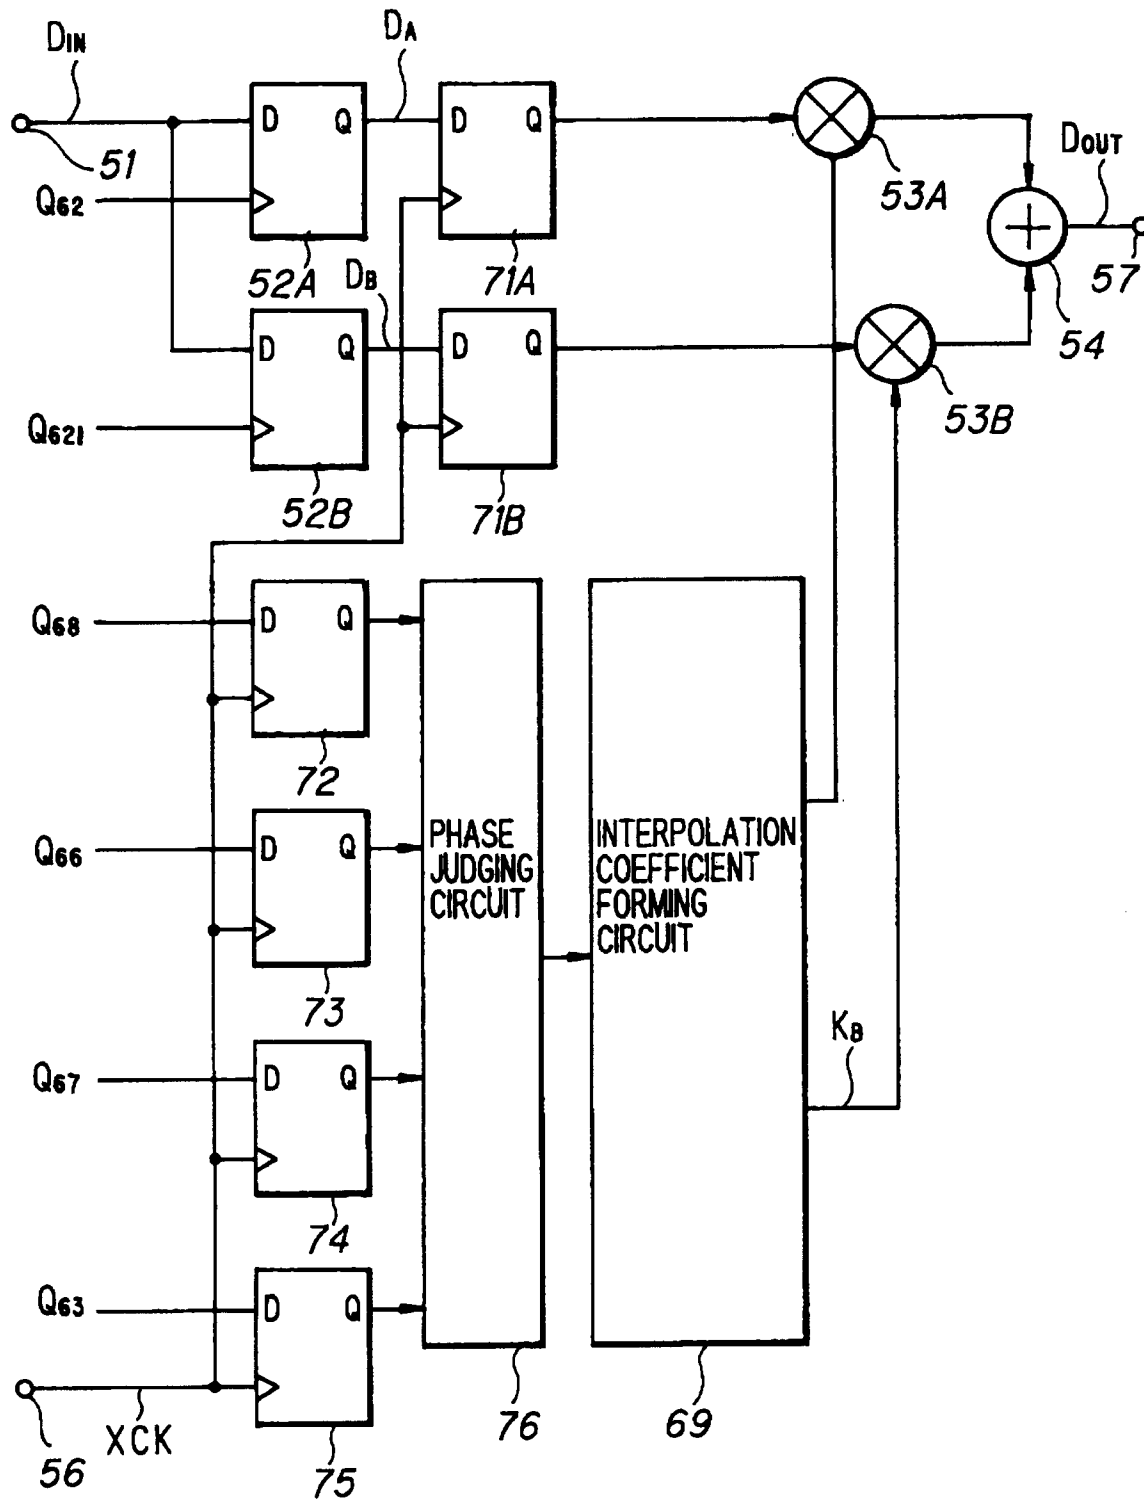 DIN
DA
D Q
D Q
51
53A
DOUT
Q62
52A
71A
57
DB
D Q
D Q
54
53B
Q621
52B
71B
Q68
D Q
72
Q66
D Q
PHASE
JUDGING
CIRCUIT
INTERPOLATION
COEFFICIENT
FORMING
CIRCUIT
73
KB
Q67
D Q
74
Q63
D Q
76
69
XCK
56
75